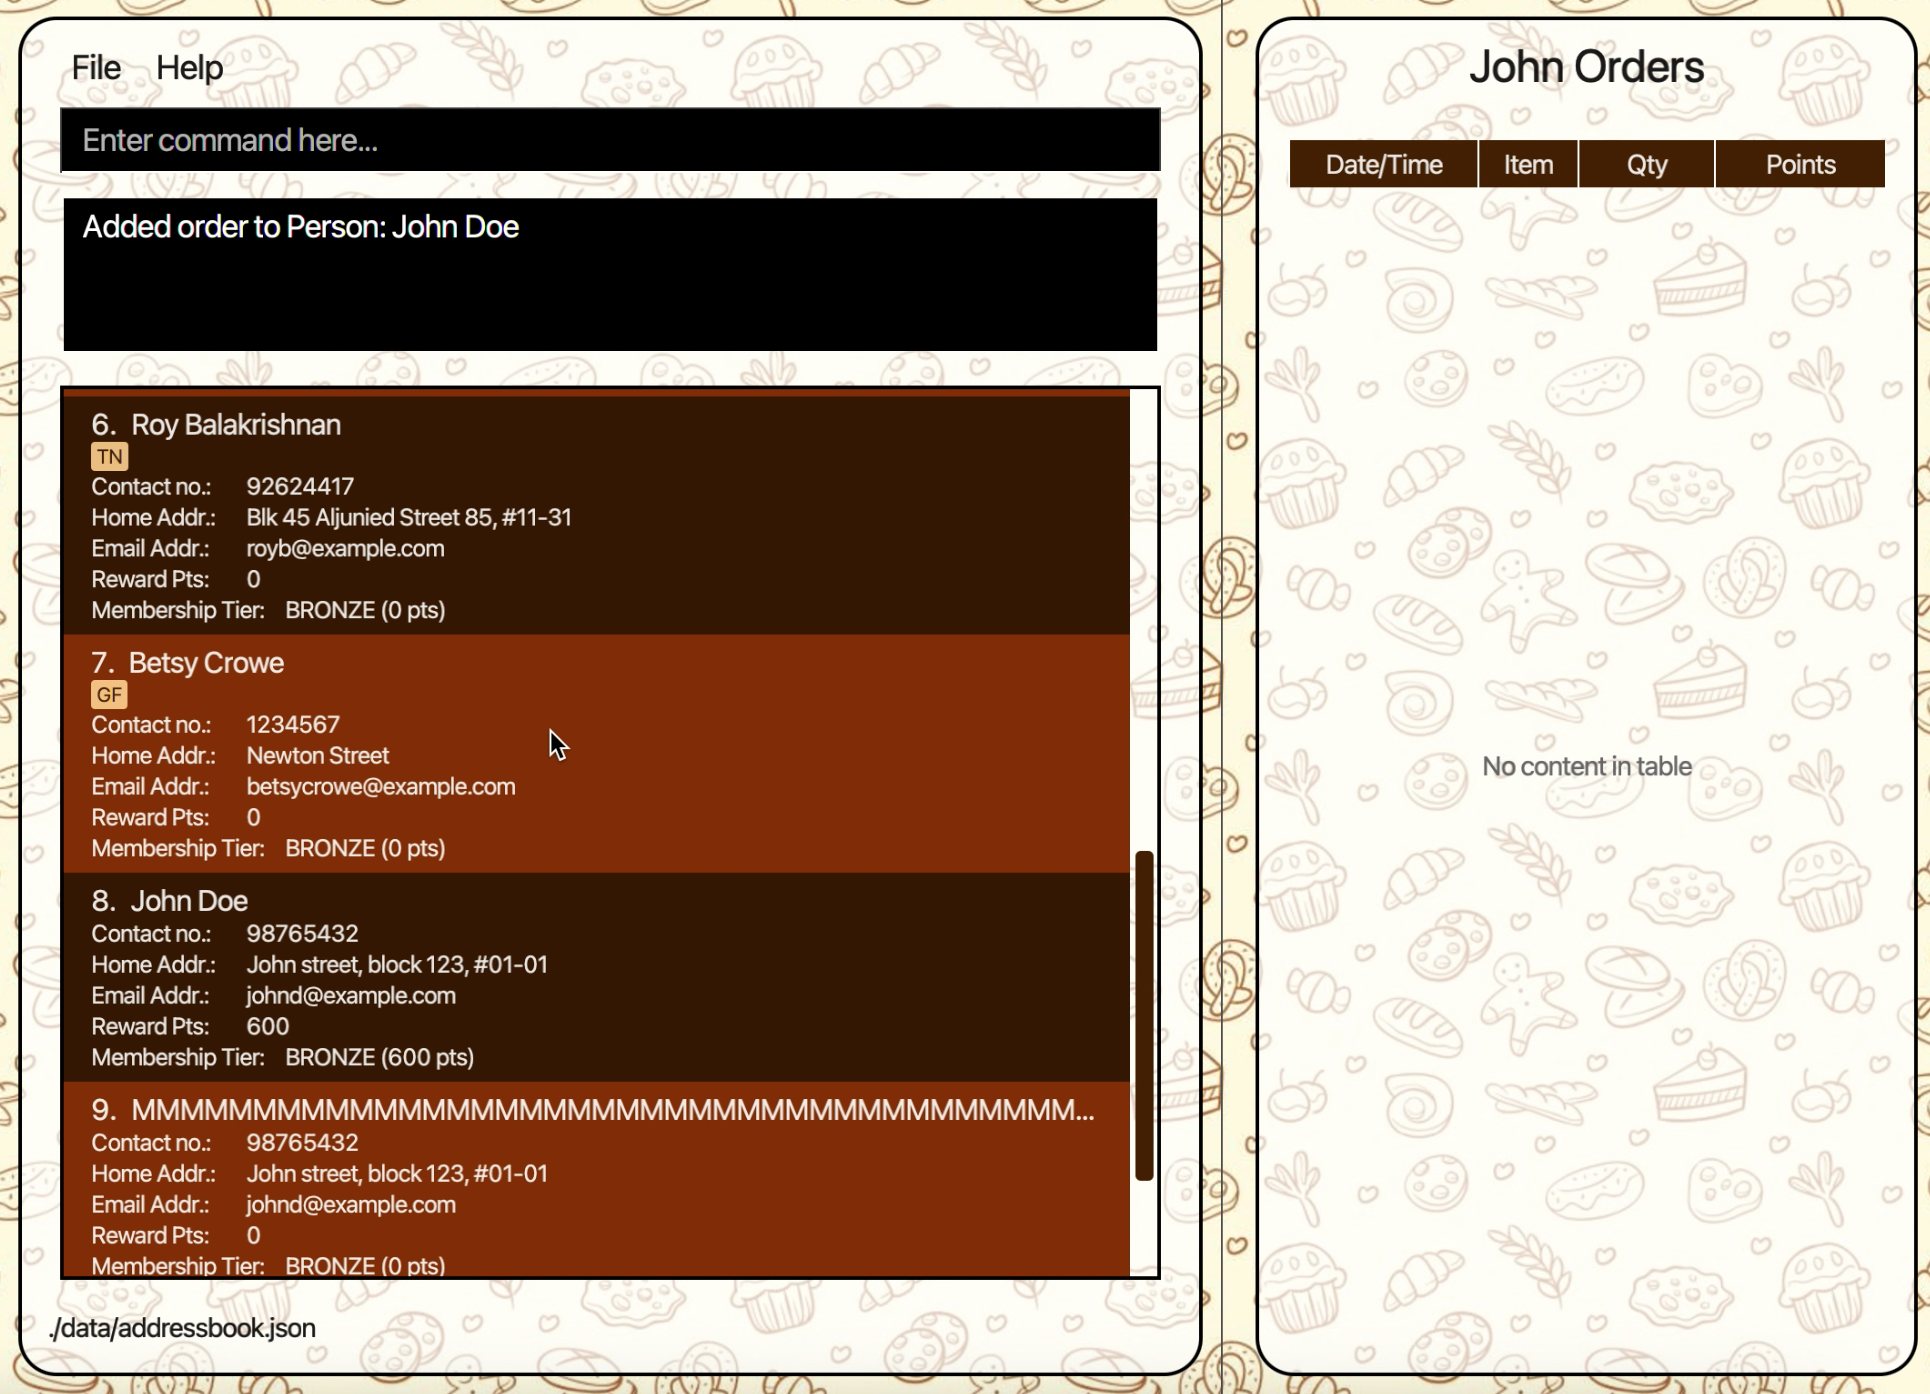 File Help
Enter command here...
Added order to Person: John Doe
6. Roy Balakrishnan
TN
Contact no.: 92624417
Home Addr.: Blk 45 Aljunied Street 85, #11-31
Email Addr.: royb@example.com
Reward Pts: 0
Membership Tier: BRONZE (0 pts)
7. Betsy Crowe
GF
Contact no.: 1234567
Home Addr.: Newton Street
Email Addr.: betsycrowe@example.com
Reward Pts: 0
Membership Tier: BRONZE (0 pts)
8. John Doe
Contact no.: 98765432
Home Addr.: John street, block 123, #01-01
Email Addr.: johnd@example.com
Reward Pts: 600
Membership Tier: BRONZE (600 pts)
9. MMMMMMMMMMMMMMMMMMMMMMMMMMMMMMMMMMMMMMM...
Contact no.: 98765432
Home Addr.: John street, block 123, #01-01
Email Addr.: johnd@example.com
Reward Pts: 0
Membership Tier: BRONZE (0 pts)
./data/addressbook.json
John Orders
Date/Time Item Qty Points
No content in table